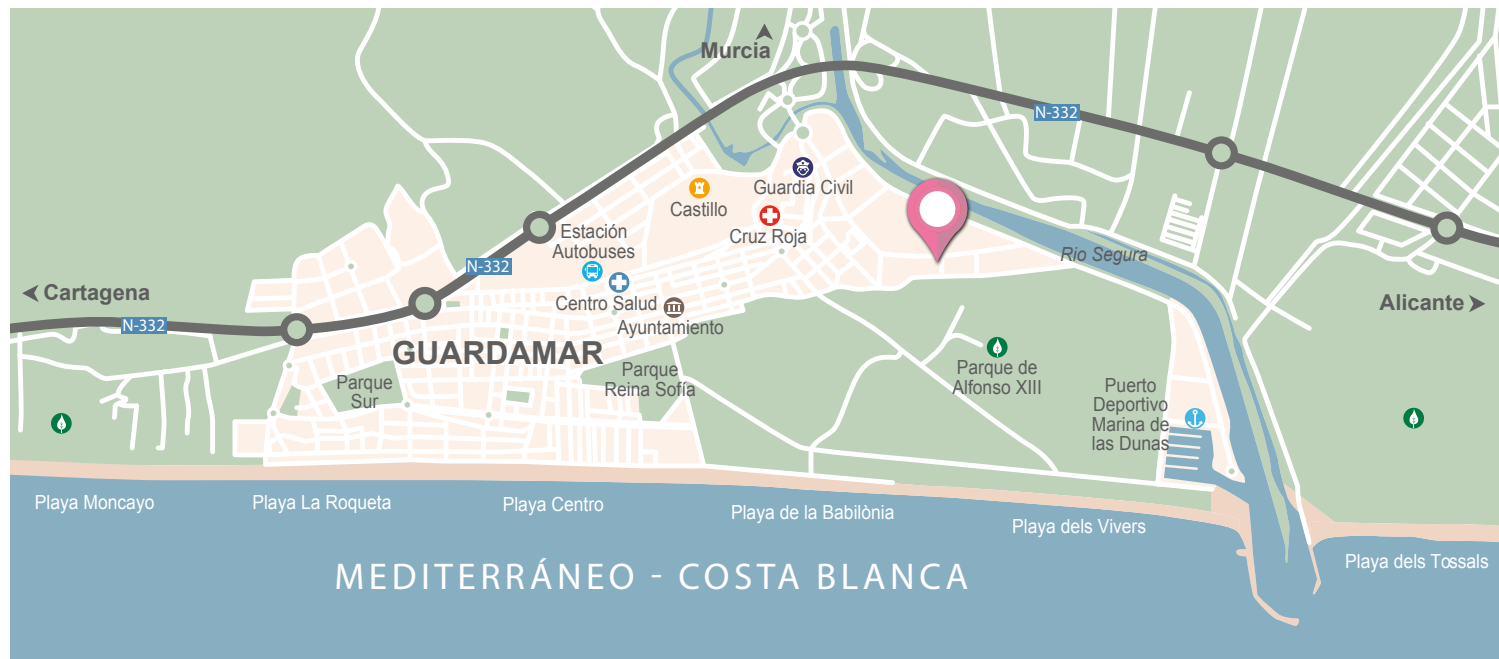 Murcia
N-332
Guardia Civil
Castillo
Cruz Roja
Estación
Autobuses
Rio Segura
N-332
Cartagena
Centro Salud
Alicante
N-332
Ayuntamiento
GUARDAMAR
Parque
Sur
Parque
Reina Sofía
Parque de
Alfonso XIII
Puerto
Deportivo
Marina de
las Dunas
Playa Moncayo
Playa La Roqueta
Playa Centro
Playa de la Babilònia
Playa dels Vivers
Playa dels Tossals
MEDITERRÁNEO - COSTA BLANCA